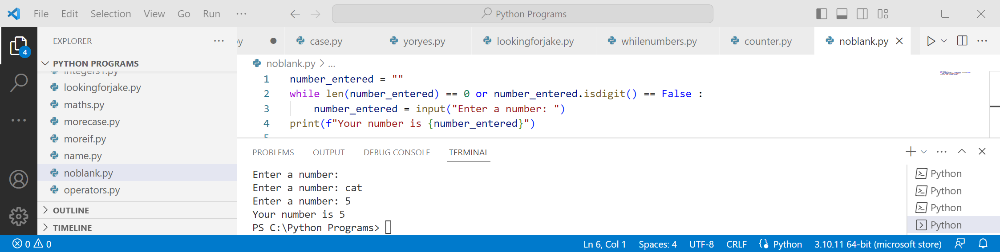 File Edit Selection View Go Run ···
Python Programs
EXPLORER ···
4
PYTHON PROGRAMS
integers1.py
lookingforjake.py
maths.py
morecase.py
moreif.py
name.py
noblank.py
operators.py
OUTLINE
TIMELINE
py case.py yoryes.py lookingforjake.py whilenumbers.py counter.py noblank.py
noblank.py > ...
1 number_entered = ""
2 while len(number_entered) == 0 or number_entered.isdigit() == False :
3     number_entered = input("Enter a number: ")
4 print(f"Your number is {number_entered}")
5
PROBLEMS OUTPUT DEBUG CONSOLE TERMINAL
Enter a number:
Enter a number: cat
Enter a number: 5
Your number is 5
PS C:\Python Programs>
Python
Python
Python
Python
0 0 Ln 6, Col 1 Spaces: 4 UTF-8 CRLF Python 3.10.11 64-bit (microsoft store)